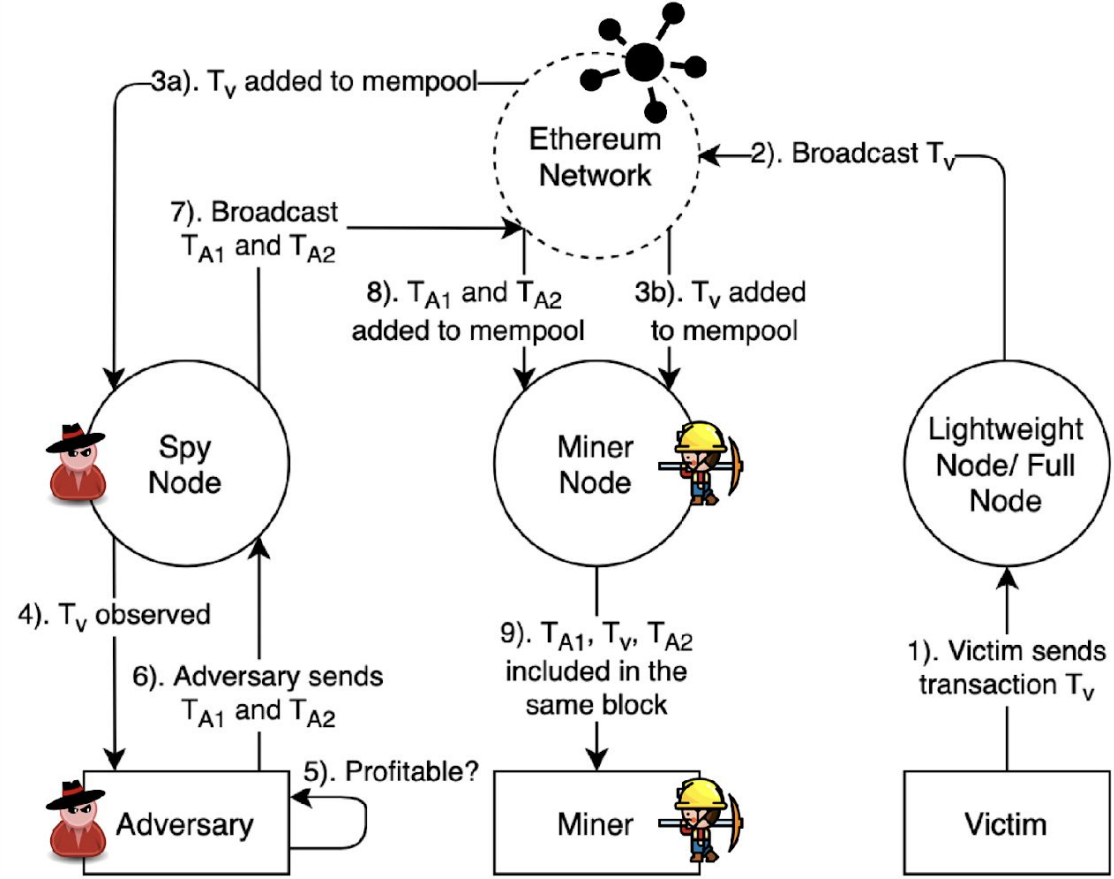 3a). Tv added to mempool
Ethereum
Network
2). Broadcast Tv
7). Broadcast
TA1 and TA2
8). TA1 and TA2
added to mempool
3b). Tv added
to mempool
Spy
Node
Miner
Node
Lightweight
Node/ Full
Node
4). Tv observed
6). Adversary sends
TA1 and TA2
9). TA1, Tv, TA2
included in the
same block
1). Victim sends
transaction Tv
5). Profitable?
Adversary
Miner
Victim